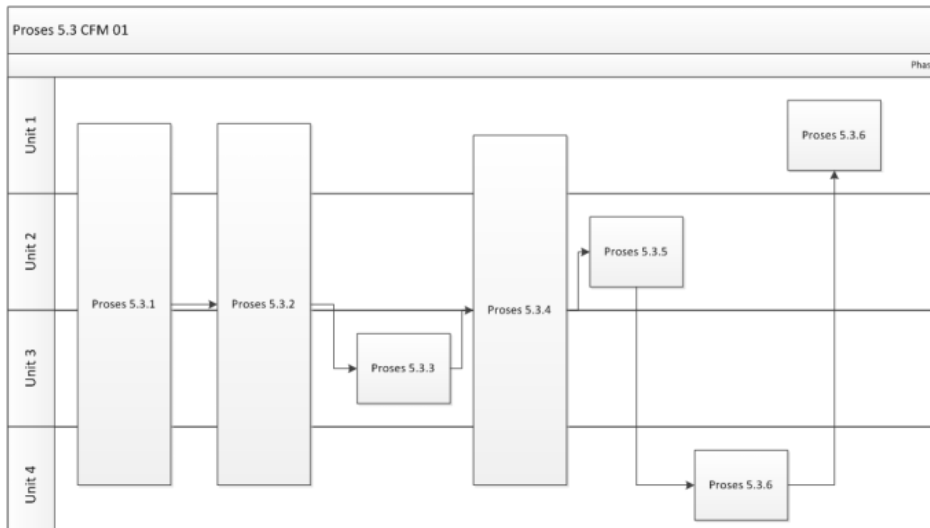 Proses 5.3 CFM 01
Phas
Unit 1
Proses 5.3.6
Unit 2
Proses 5.3.5
Proses 5.3.1
Proses 5.3.2
Proses 5.3.4
Unit 3
Proses 5.3.3
Unit 4
Proses 5.3.6